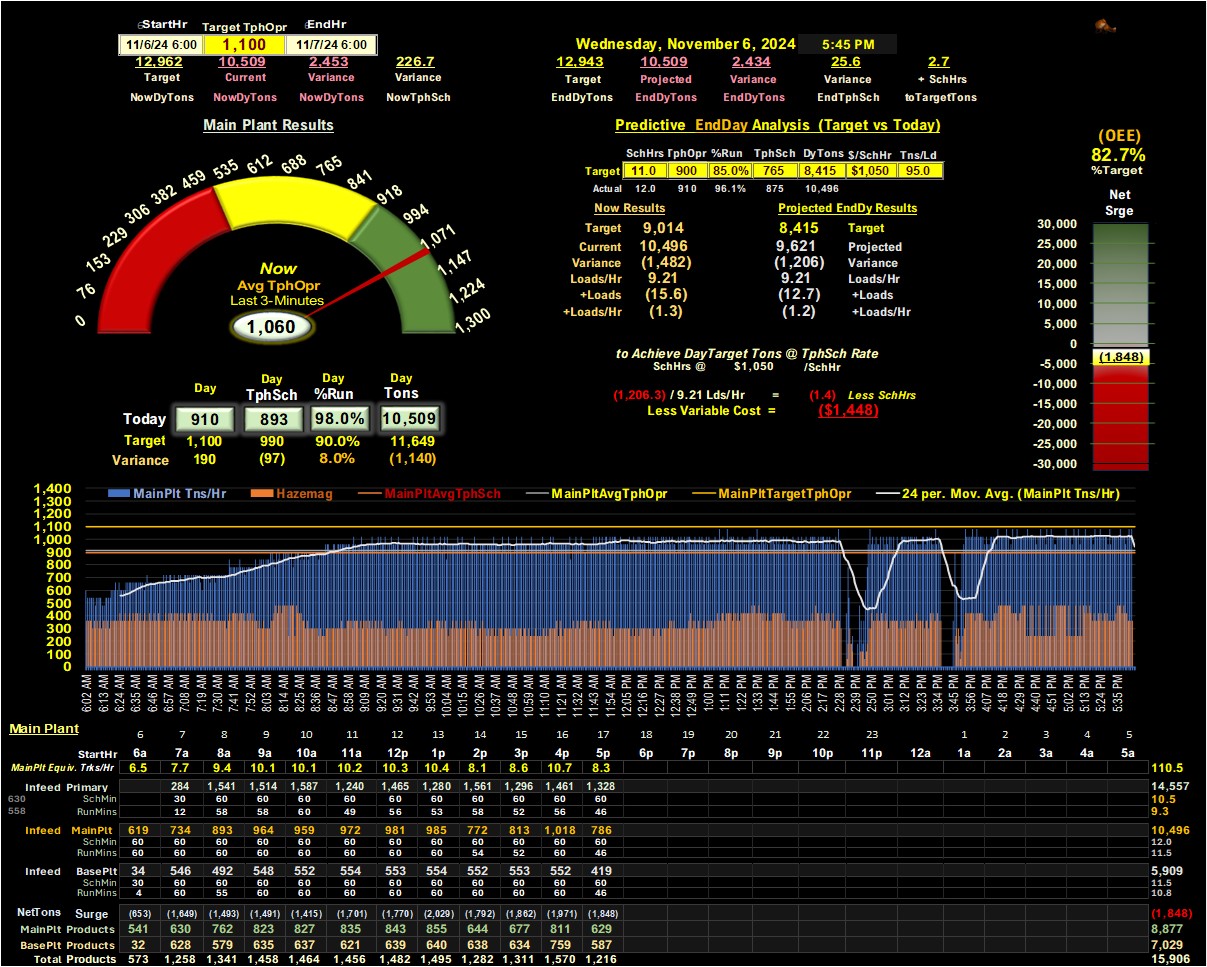 StartHr Target TphOpr EndHr
11/6/24 6:00 1,100 11/7/24 6:00
12,962 10,509 2,453 226.7
Target Current Variance Variance
NowDyTons NowDyTons NowDyTons NowTphSch
Wednesday, November 6, 2024 5:45 PM
12,943 10,509 2,434 25.6 2.7
Target Projected Variance Variance + SchHrs
EndDyTons EndDyTons EndDyTons EndTphSch toTargetTons
Main Plant Results
0 76 153 229 306 382 459 535 612 688 765 841 918 994 1,071 1,147 1,224 1,300
Now
Avg TphOpr
Last 3-Minutes
1,060
Day Day Day Day
TphSch %Run Tons
Today 910 893 98.0% 10,509
Target 1,100 990 90.0% 11,649
Variance 190 (97) 8.0% (1,140)
Predictive EndDay Analysis (Target vs Today)
SchHrs TphOpr %Run TphSch DyTons $/SchHr Tns/Ld
Target 11.0 900 85.0% 765 8,415 $1,050 95.0
Actual 12.0 910 96.1% 875 10,496
Now Results Projected EndDy Results
Target 9,014 8,415 Target
Current 10,496 9,621 Projected
Variance (1,482) (1,206) Variance
Loads/Hr 9.21 9.21 Loads/Hr
+Loads (15.6) (12.7) +Loads
+Loads/Hr (1.3) (1.2) +Loads/Hr
to Achieve DayTarget Tons @ TphSch Rate
SchHrs @ $1,050 /SchHr
(1,206.3) / 9.21 Lds/Hr = (1.4) Less SchHrs
Less Variable Cost = ($1,448)
(OEE)
82.7%
%Target
Net
Srge
30,000
25,000
20,000
15,000
10,000
5,000
0
(1,848)
-5,000
-10,000
-15,000
-20,000
-25,000
-30,000
MainPlt Tns/Hr Hazemag MainPltAvgTphSch MainPltAvgTphOpr MainPltTargetTphOpr 24 per. Mov. Avg. (MainPlt Tns/Hr)
1,400
1,300
1,200
1,100
1,000
900
800
700
600
500
400
300
200
100
0
6:02 AM 6:13 AM 6:24 AM 6:35 AM 6:46 AM 6:57 AM 7:08 AM 7:19 AM 7:30 AM 7:41 AM 7:52 AM 8:03 AM 8:14 AM 8:25 AM 8:36 AM 8:47 AM 8:58 AM 9:09 AM 9:20 AM 9:31 AM 9:42 AM 9:53 AM 10:04 AM 10:15 AM 10:26 AM 10:37 AM 10:48 AM 10:59 AM 11:10 AM 11:21 AM 11:32 AM 11:43 AM 11:54 AM 12:05 PM 12:16 PM 12:27 PM 12:38 PM 12:49 PM 1:00 PM 1:11 PM 1:22 PM 1:33 PM 1:44 PM 1:55 PM 2:06 PM 2:17 PM 2:28 PM 2:39 PM 2:50 PM 3:01 PM 3:12 PM 3:23 PM 3:34 PM 3:45 PM 3:56 PM 4:07 PM 4:18 PM 4:29 PM 4:40 PM 4:51 PM 5:02 PM 5:13 PM 5:24 PM 5:35 PM
Main Plant
6 7 8 9 10 11 12 13 14 15 16 17 18 19 20 21 22 23 1 2 3 4 5
StartHr 6a 7a 8a 9a 10a 11a 12p 1p 2p 3p 4p 5p 6p 7p 8p 9p 10p 11p 12a 1a 2a 3a 4a 5a
MainPlt Equiv. Trks/Hr 6.5 7.7 9.4 10.1 10.1 10.2 10.3 10.4 8.1 8.6 10.7 8.3 110.5
Infeed Primary 284 1,541 1,514 1,587 1,240 1,465 1,280 1,561 1,296 1,461 1,328 14,557
630 SchMin 30 60 60 60 60 60 60 60 60 60 60 10.5
558 RunMins 12 58 58 60 49 56 53 58 52 56 46 9.3
Infeed MainPlt 619 734 893 964 959 972 981 985 772 813 1,018 786 10,496
SchMin 60 60 60 60 60 60 60 60 60 60 60 60 12.0
RunMins 60 60 60 60 60 60 60 60 54 52 60 46 11.5
Infeed BasePlt 34 546 492 548 552 554 553 554 552 553 552 419 5,909
SchMin 30 60 60 60 60 60 60 60 60 60 60 60 11.5
RunMins 4 60 55 60 60 60 60 60 60 60 60 46 10.8
NetTons Surge (653) (1,649) (1,493) (1,491) (1,415) (1,701) (1,770) (2,029) (1,792) (1,862) (1,971) (1,848) (1,848)
MainPlt Products 541 630 762 823 827 835 843 855 644 677 811 629 8,877
BasePlt Products 32 628 579 635 637 621 639 640 638 634 759 587 7,029
Total Products 573 1,258 1,341 1,458 1,464 1,456 1,482 1,495 1,282 1,311 1,570 1,216 15,906